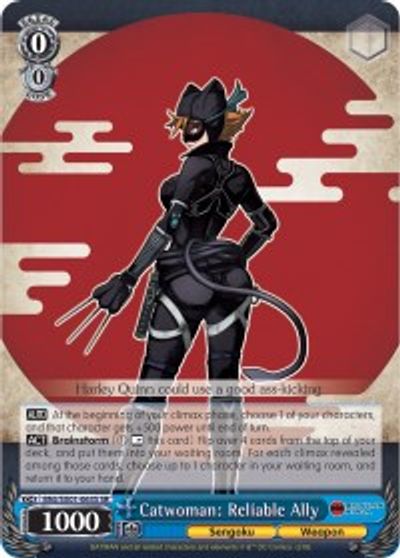 0
0
Harley Quinn could use a good ass-kicking.
AUTO At the beginning of your climax phase, choose 1 of your characters,
and that character gets +500 power until end of turn.
ACT Brainstorm [(1) ] Flip over 4 cards from the top of your
deck, and put them into your waiting room. For each climax revealed
among those cards, choose up to 1 character in your waiting room, and
return it to your hand.
1000
Catwoman: Reliable Ally
Sengoku
Weapon